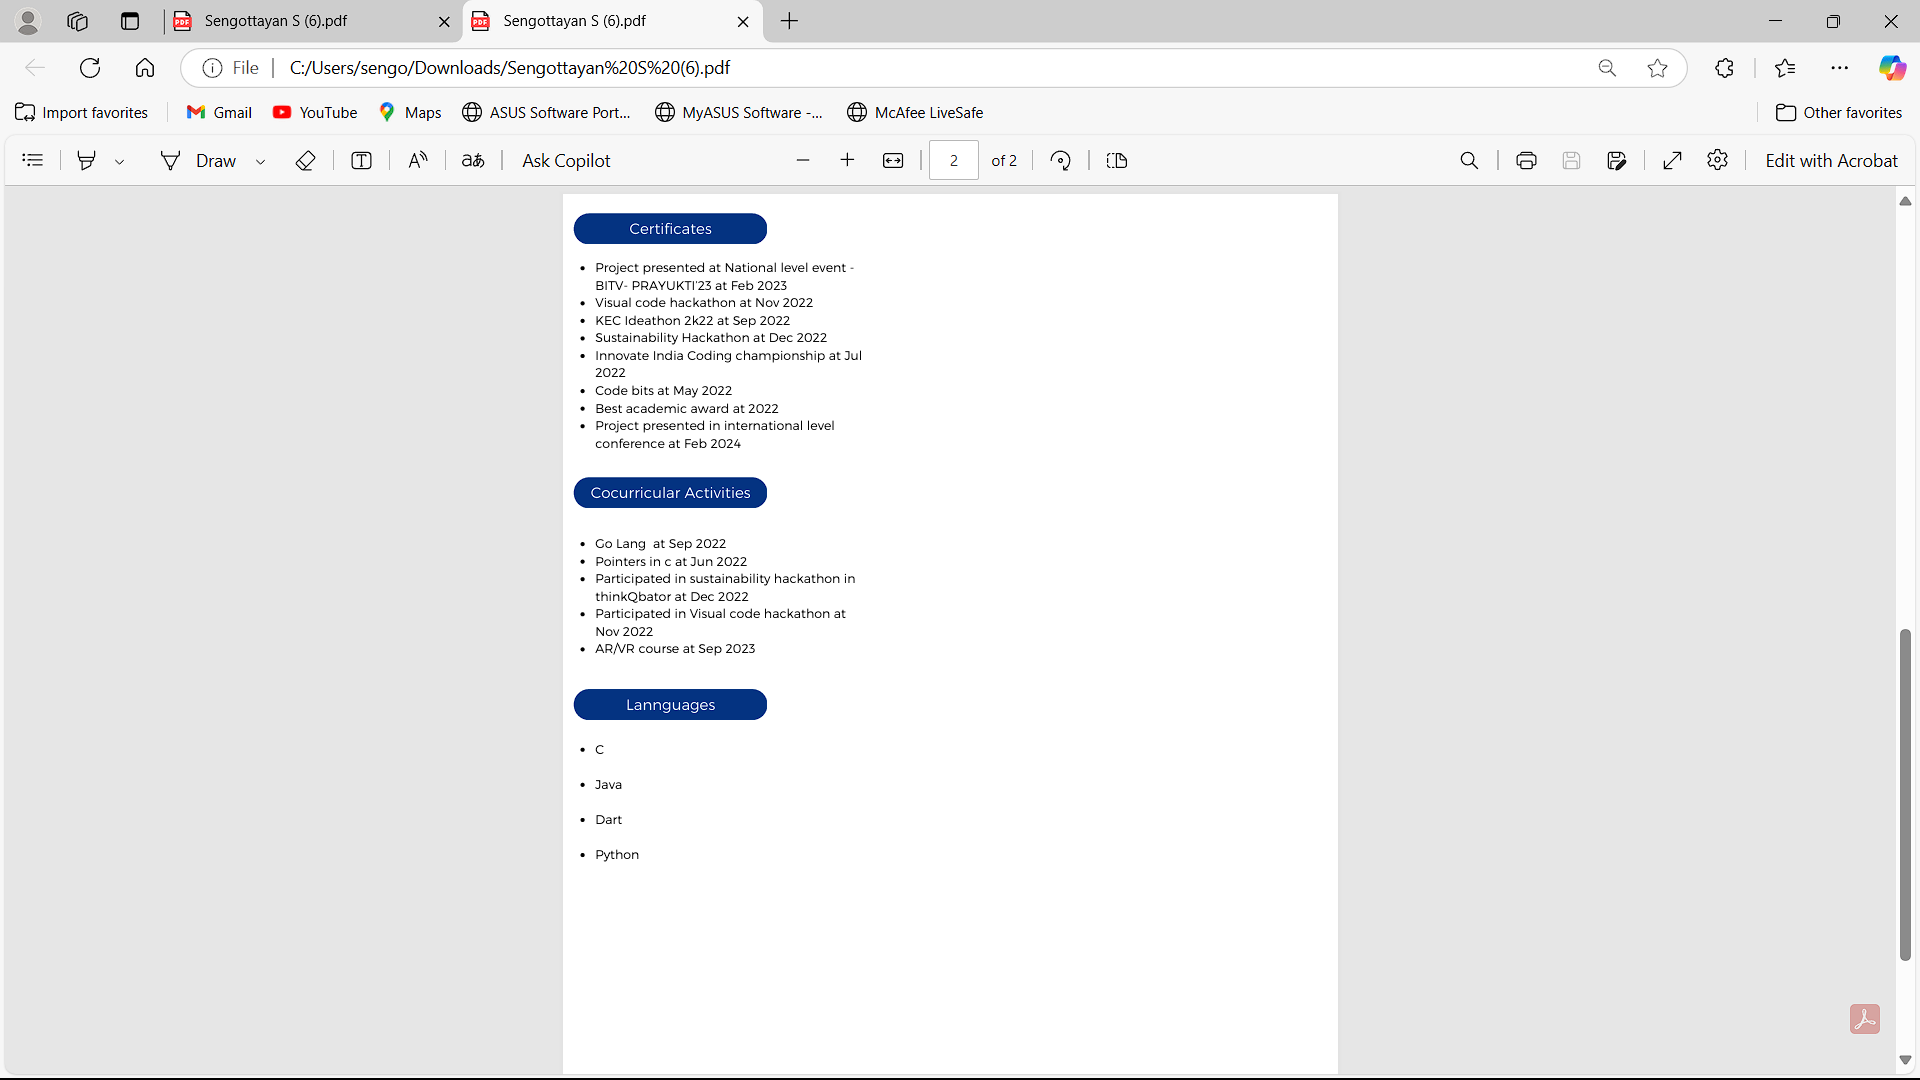 Sengottayan S (6).pdf
Sengottayan S (6).pdf
File
C:/Users/sengo/Downloads/Sengottayan%20S%20(6).pdf
Import favorites
Gmail
YouTube
Maps
ASUS Software Port...
MyASUS Software -...
McAfee LiveSafe
Other favorites
Draw
aあ
Ask Copilot
2
of 2
Edit with Acrobat
Certificates
• Project presented at National level event -
BITV- PRAYUKTI'23 at Feb 2023
• Visual code hackathon at Nov 2022
• KEC Ideathon 2k22 at Sep 2022
• Sustainability Hackathon at Dec 2022
• Innovate India Coding championship at Jul
2022
• Code bits at May 2022
• Best academic award at 2022
• Project presented in international level
conference at Feb 2024
Cocurricular Activities
• Go Lang at Sep 2022
• Pointers in c at Jun 2022
• Participated in sustainability hackathon in
thinkQbator at Dec 2022
• Participated in Visual code hackathon at
Nov 2022
• AR/VR course at Sep 2023
Lannguages
• C
• Java
• Dart
• Python